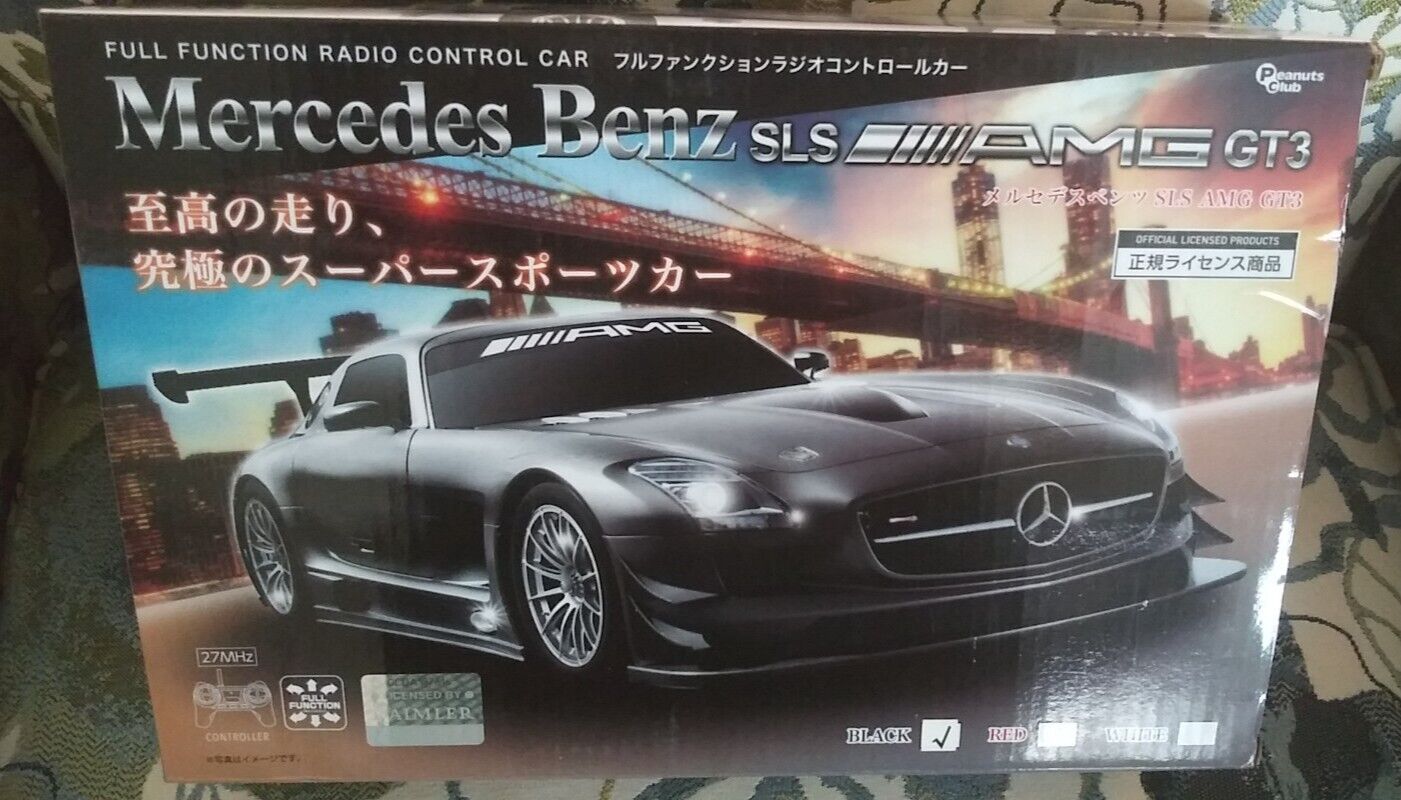 FULL FUNCTION RADIO CONTROL CAR フルファンクションラジオコントロールカー
Peanuts Club
Mercedes Benz SLS AMG GT3
メルセデスベンツ SLS AMG GT3
至高の走り、
究極のスーパースポーツカー
OFFICIAL LICENSED PRODUCTS
正規ライセンス商品
AMG
27MHz
FULL
FUNCTION
CONTROLLER
LICENSED BY
DAIMLER
BLACK RED WHITE
※写真はイメージです。